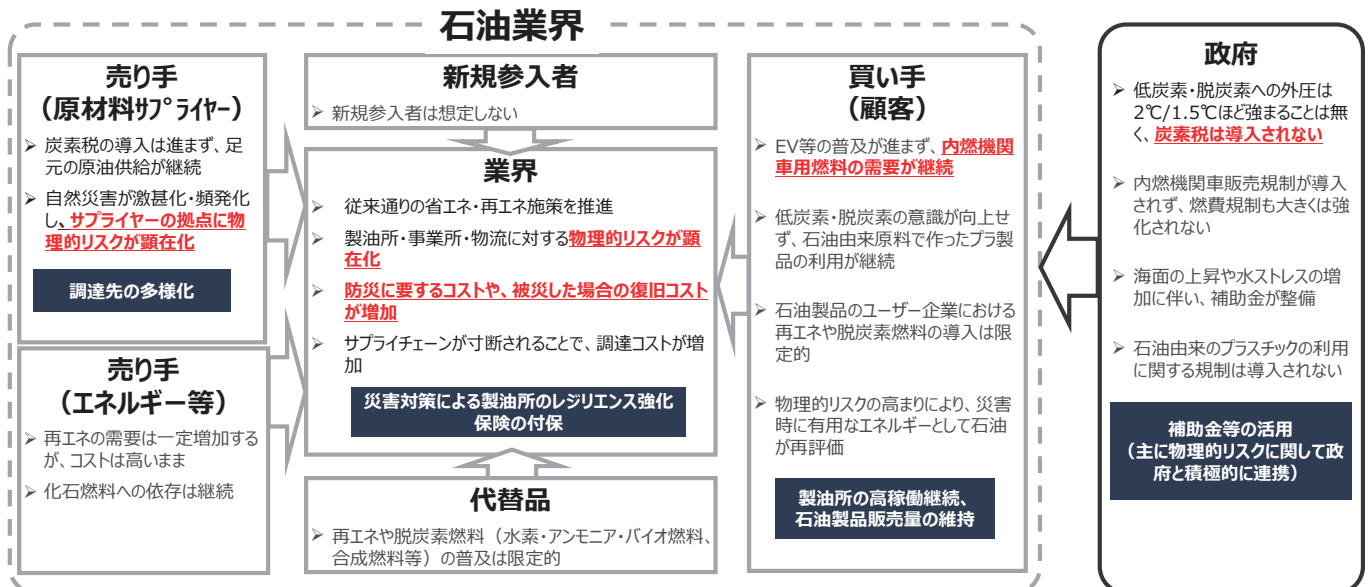 石油業界
売り手
（原材料ｻﾌﾟﾗｲﾔｰ）
➢ 炭素税の導入は進まず、足
元の原油供給が継続
➢ 自然災害が激甚化・頻発化
し、サプライヤーの拠点に物
理的リスクが顕在化
調達先の多様化
売り手
（エネルギー等）
➢ 再エネの需要は一定増加する
が、コストは高いまま
➢ 化石燃料への依存は継続
新規参入者
➢ 新規参入者は想定しない
業界
➢ 従来通りの省エネ・再エネ施策を推進
➢ 製油所・事業所・物流に対する物理的リスクが顕
在化
➢ 防災に要するコストや、被災した場合の復旧コスト
が増加
➢ サプライチェーンが寸断されることで、調達コストが増
加
災害対策による製油所のレジリエンス強化
保険の付保
代替品
➢ 再エネや脱炭素燃料（水素・アンモニア・バイオ燃料、
合成燃料等）の普及は限定的
買い手
（顧客）
➢ EV等の普及が進まず、内燃機関
車用燃料の需要が継続
➢ 低炭素・脱炭素の意識が向上せ
ず、石油由来原料で作ったプラ製
品の利用が継続
➢ 石油製品のユーザー企業における
再エネや脱炭素燃料の導入は限
定的
➢ 物理的リスクの高まりにより、災害
時に有用なエネルギーとして石油
が再評価
製油所の高稼働継続、
石油製品販売量の維持
政府
➢ 低炭素・脱炭素への外圧は
2℃/1.5℃ほど強まることは無
く、炭素税は導入されない
➢ 内燃機関車販売規制が導入
されず、燃費規制も大きくは強
化されない
➢ 海面の上昇や水ストレスの増
加に伴い、補助金が整備
➢ 石油由来のプラスチックの利用
に関する規制は導入されない
補助金等の活用
（主に物理的リスクに関して政
府と積極的に連携）